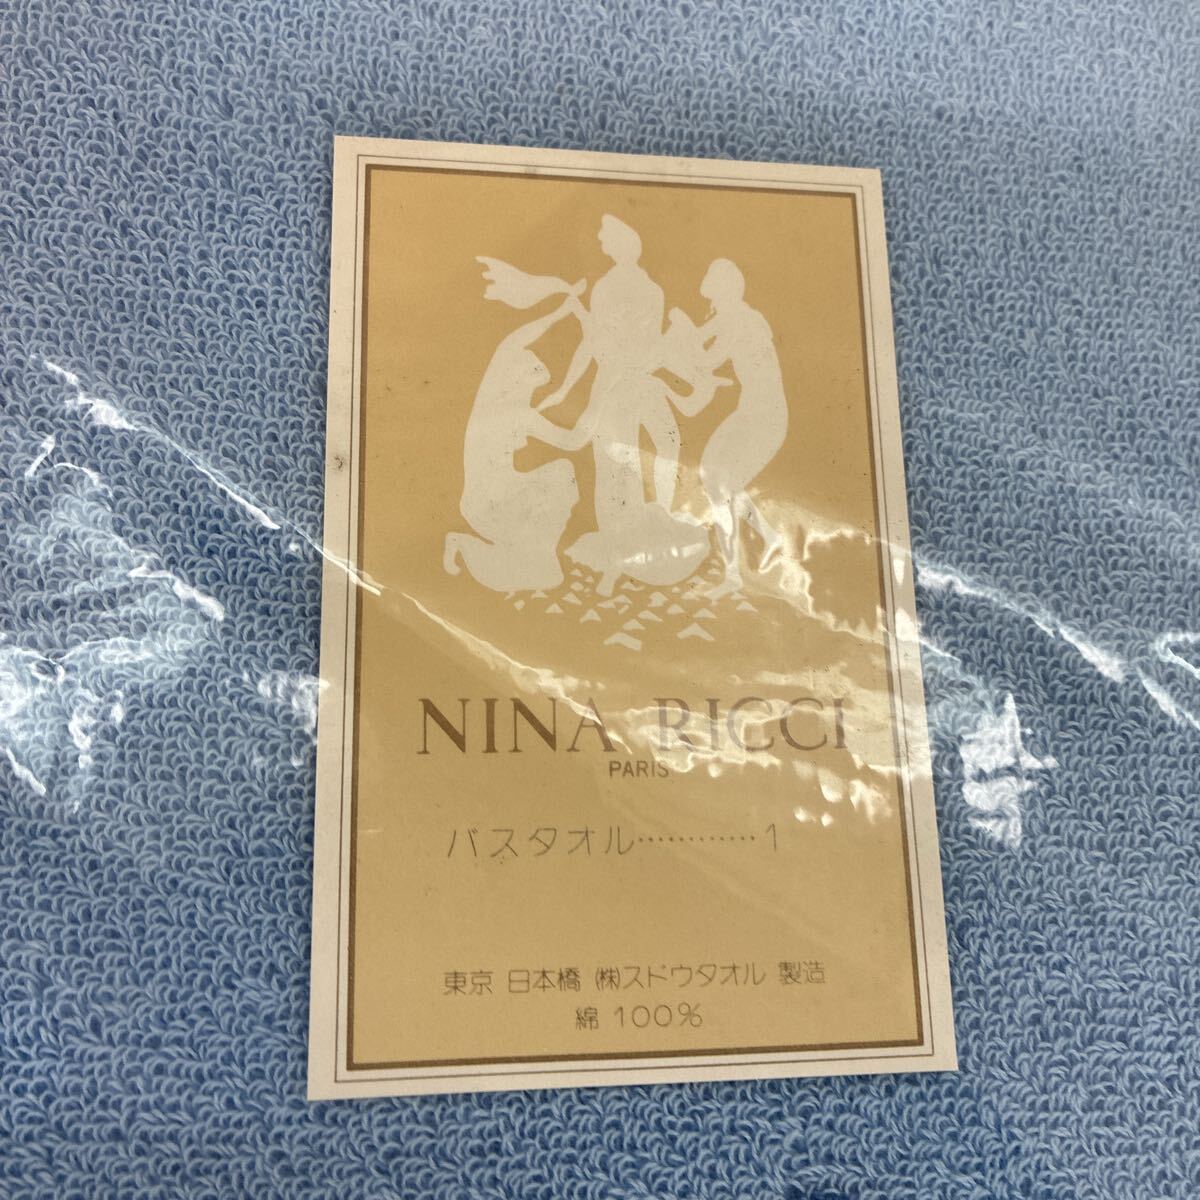 NINA RICCI
PARIS
バスタオル…………1
東京 日本橋 ㈱スドウタオル 製造
綿 100%